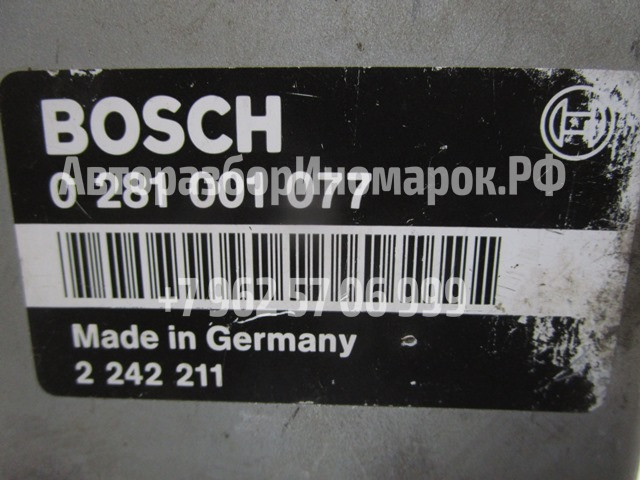 BOSCH
АвторазборИномарок.РФ
0 281 001 077
+7 962 57 06 999
Made in Germany
2 242 211